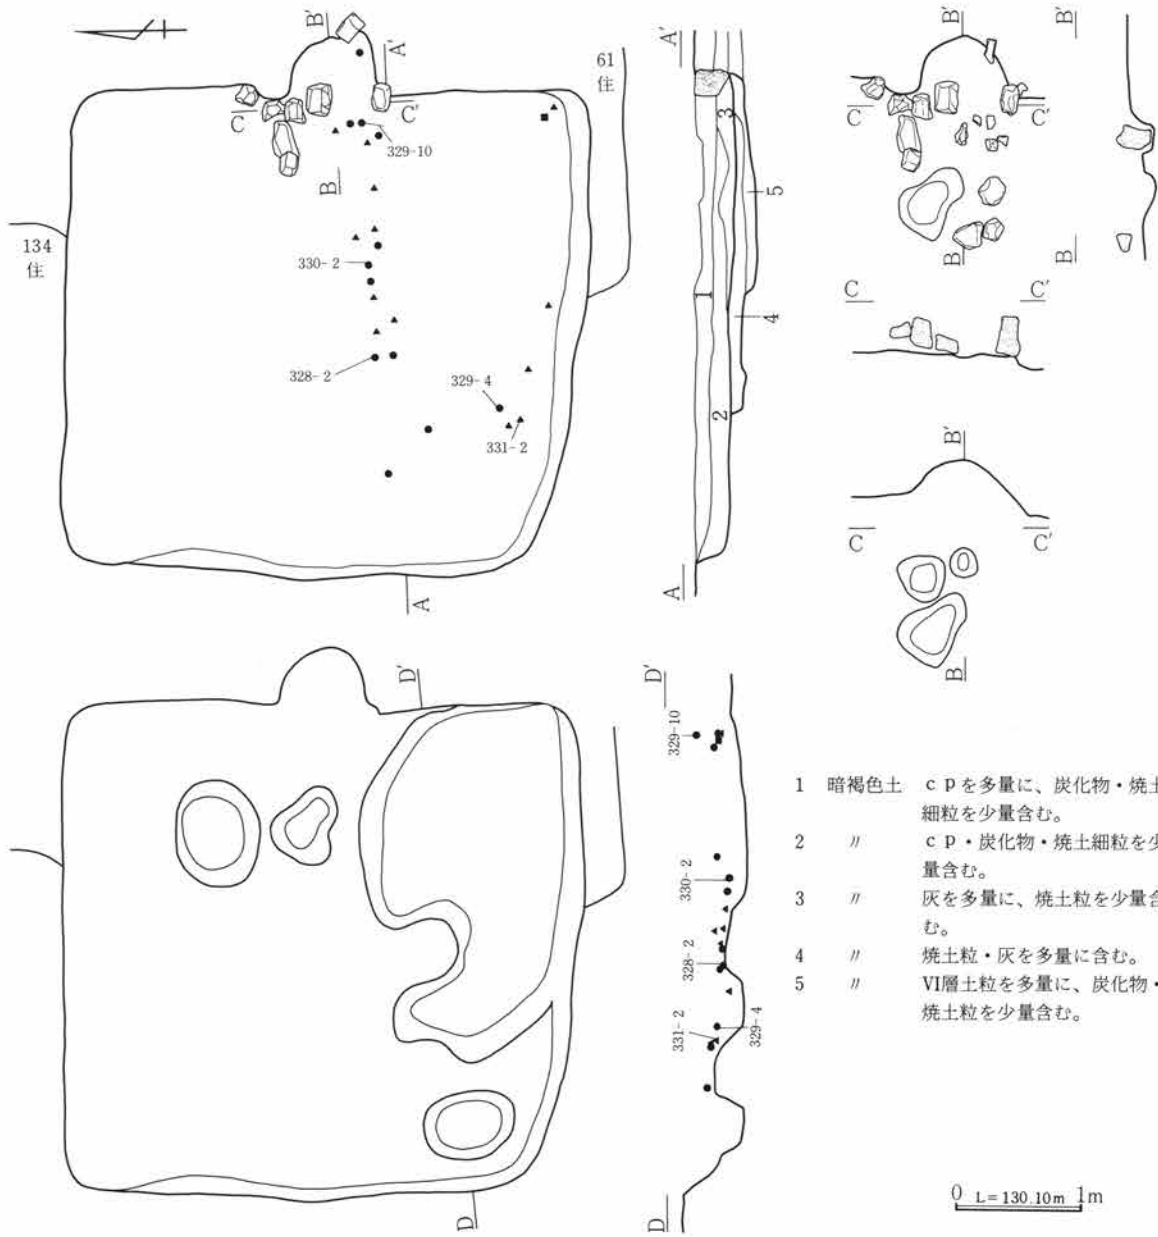 B′
A′
61
住
C
C′
329-10
B
134
住
330-2
328-2
329-4
331-2
A
A′
3
5
1
4
2
A
B′
C
C′
B
B′
B
C
C′
B′
C
C′
B
D′
D
D′
329-10
330-2
328-2
331-2
329-4
D
1 暗褐色土 ｃｐを多量に、炭化物・焼土
細粒を少量含む。
2 〃 ｃｐ・炭化物・焼土細粒を少
量含む。
3 〃 灰を多量に、焼土粒を少量含
む。
4 〃 焼土粒・灰を多量に含む。
5 〃 Ⅵ層土粒を多量に、炭化物・
焼土粒を少量含む。
0 L=130.10m 1m